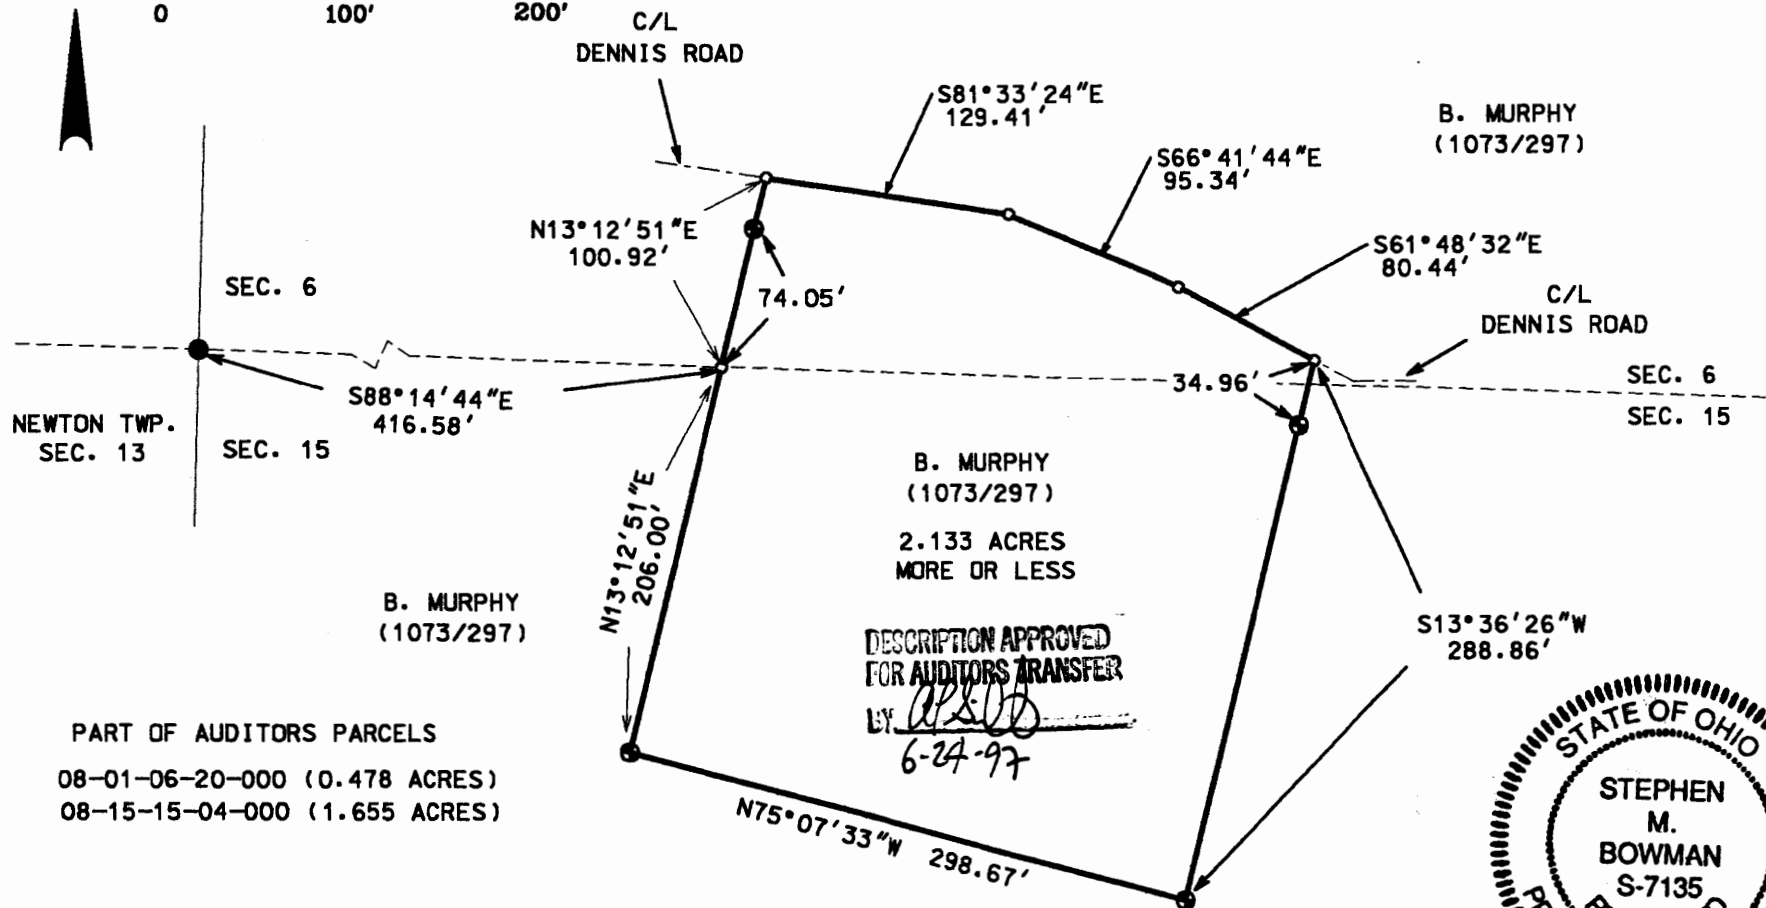 0 100' 200'
C/L
DENNIS ROAD
S81°33'24"E
129.41'
B. MURPHY
(1073/297)
S66°41'44"E
95.34'
N13°12'51"E
100.92'
S61°48'32"E
80.44'
SEC. 6
74.05'
C/L
DENNIS ROAD
S88°14'44"E
416.58'
34.96'
SEC. 6
SEC. 15
NEWTON TWP.
SEC. 13
SEC. 15
B. MURPHY
(1073/297)
N13°12'51"E
206.00'
2.133 ACRES
MORE OR LESS
B. MURPHY
(1073/297)
DESCRIPTION APPROVED
FOR AUDITORS TRANSFER
BY
6-24-97
S13°36'26"W
288.86'
PART OF AUDITORS PARCELS
08-01-06-20-000 (0.478 ACRES)
08-15-15-04-000 (1.655 ACRES)
N75°07'33"W 298.67'
STATE OF OHIO
STEPHEN
M.
BOWMAN
S-7135